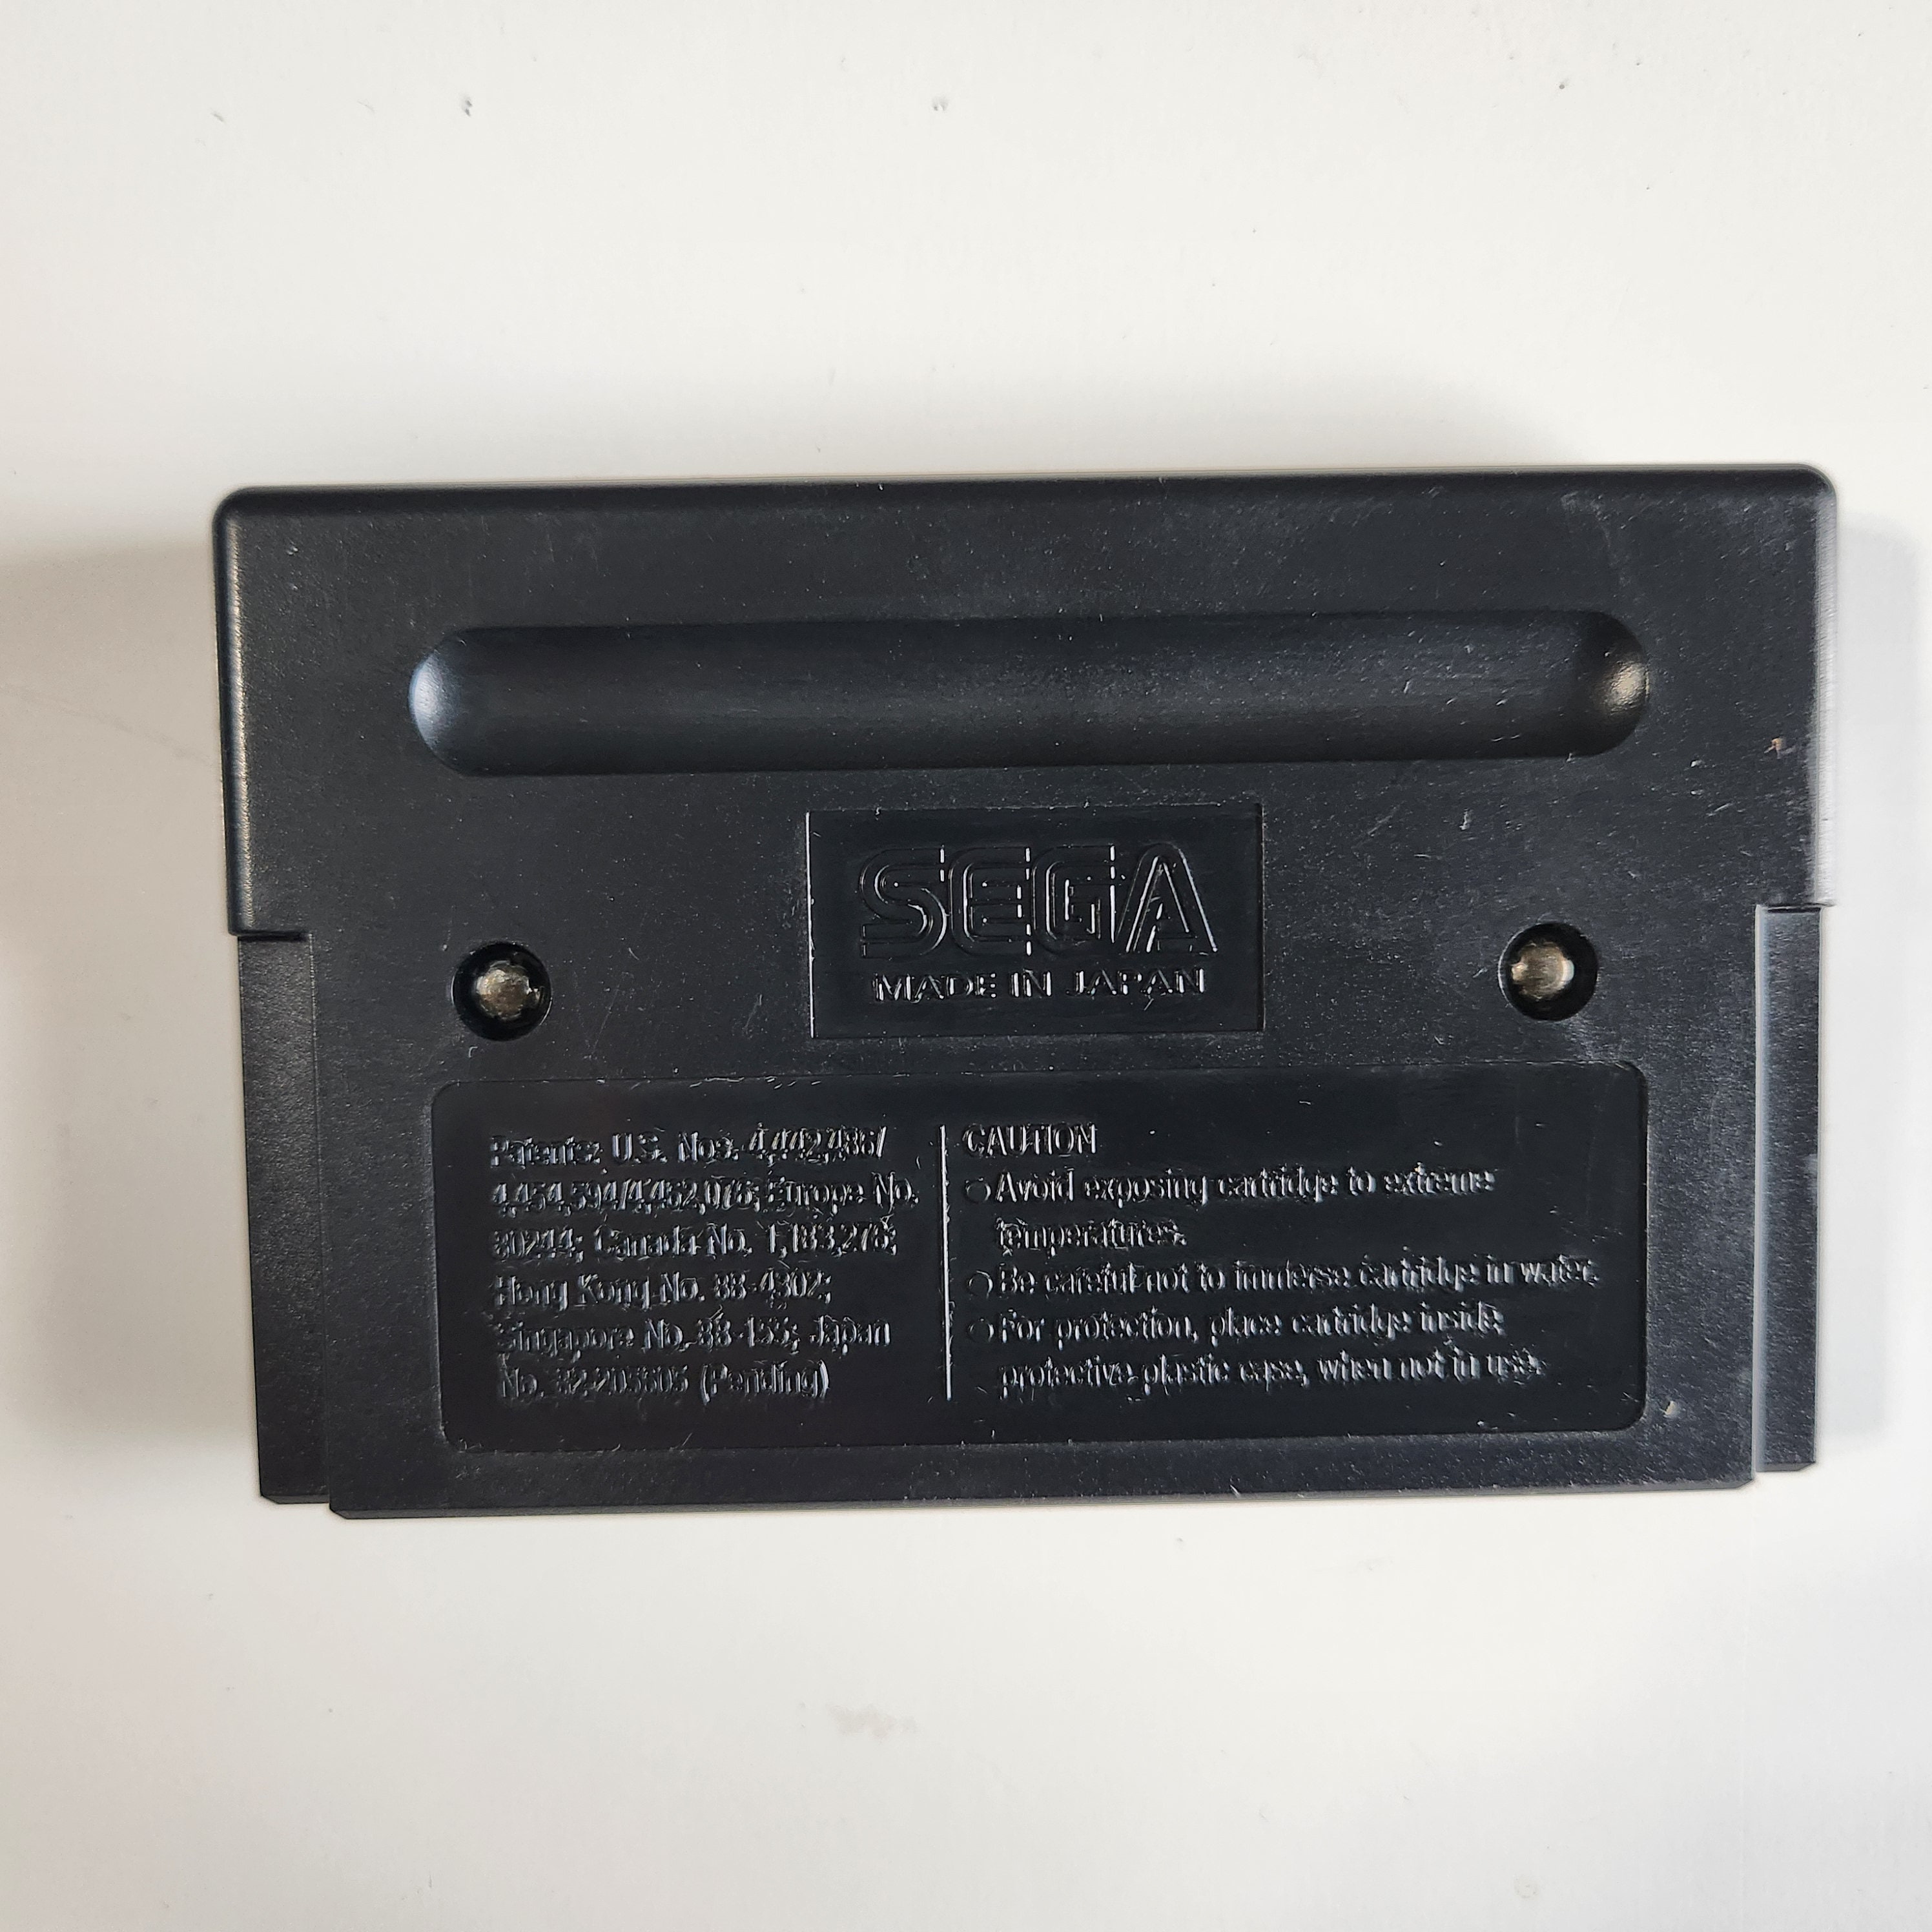 SEGA
MADE IN JAPAN
Patents: U.S. Nos. 4,442,486/
4,454,594/4,462,076; Europe No.
80244; Canada No. 1,183,276;
Hong Kong No. 88-4302;
Singapore No. 88-155; Japan
No. 82-205605 (Pending)
CAUTION
○Avoid exposing cartridge to extreme
temperatures.
○Be careful not to immerse cartridge in water.
○For protection, place cartridge inside
protective plastic case, when not in use.